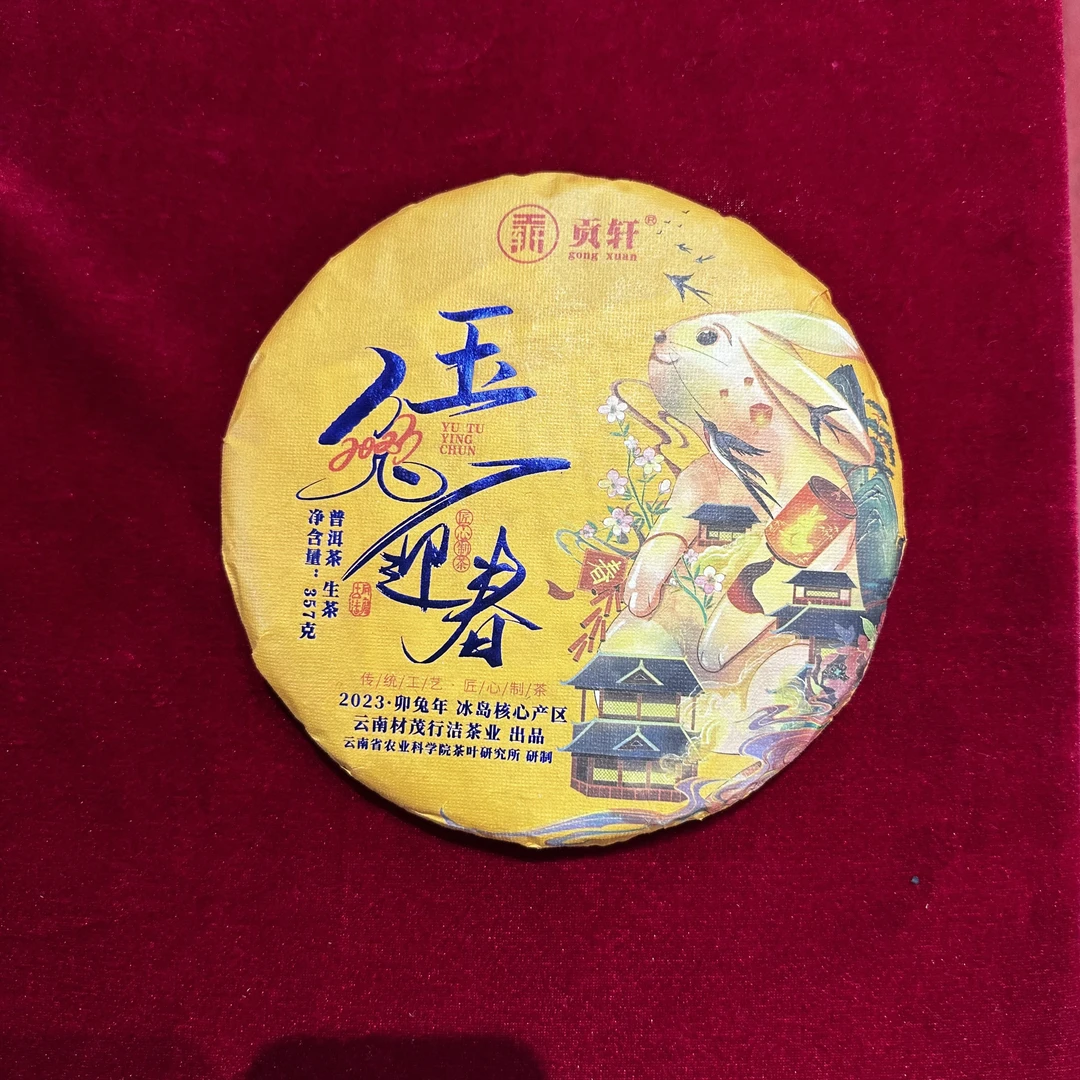 贡轩®
gong xuan
玉兔迎春
2023
YU TU
YING
CHUN
匠心制茶
普洱茶 生茶
净含量：357克
春
传/统/工/艺·匠/心/制/茶
2023·卯兔年 冰岛核心产区
云南材茂行洁茶业 出品
云南省农业科学院茶叶研究所 研制